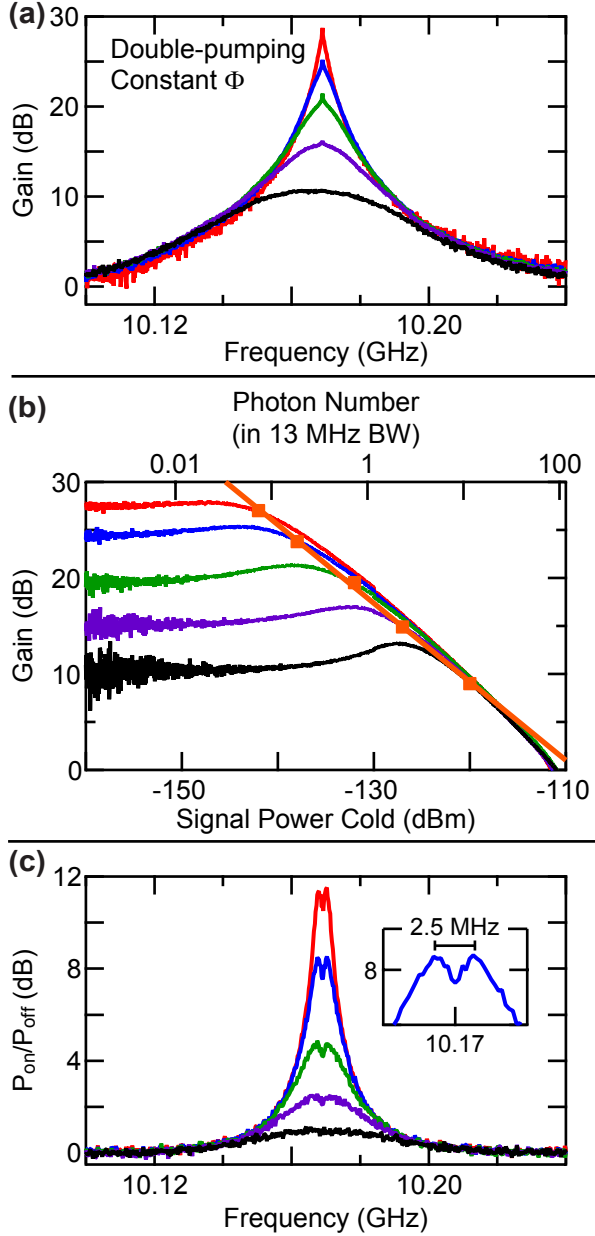 (a)
30
20
10
0
Gain (dB)
Double-pumping
Constant Φ
10.12
10.20
Frequency (GHz)
(b)
Photon Number
(in 13 MHz BW)
0.01
1
100
30
20
10
0
Gain (dB)
-150
-130
-110
Signal Power Cold (dBm)
(c)
12
8
4
0
Pon/Poff (dB)
2.5 MHz
8
10.17
10.12
10.20
Frequency (GHz)